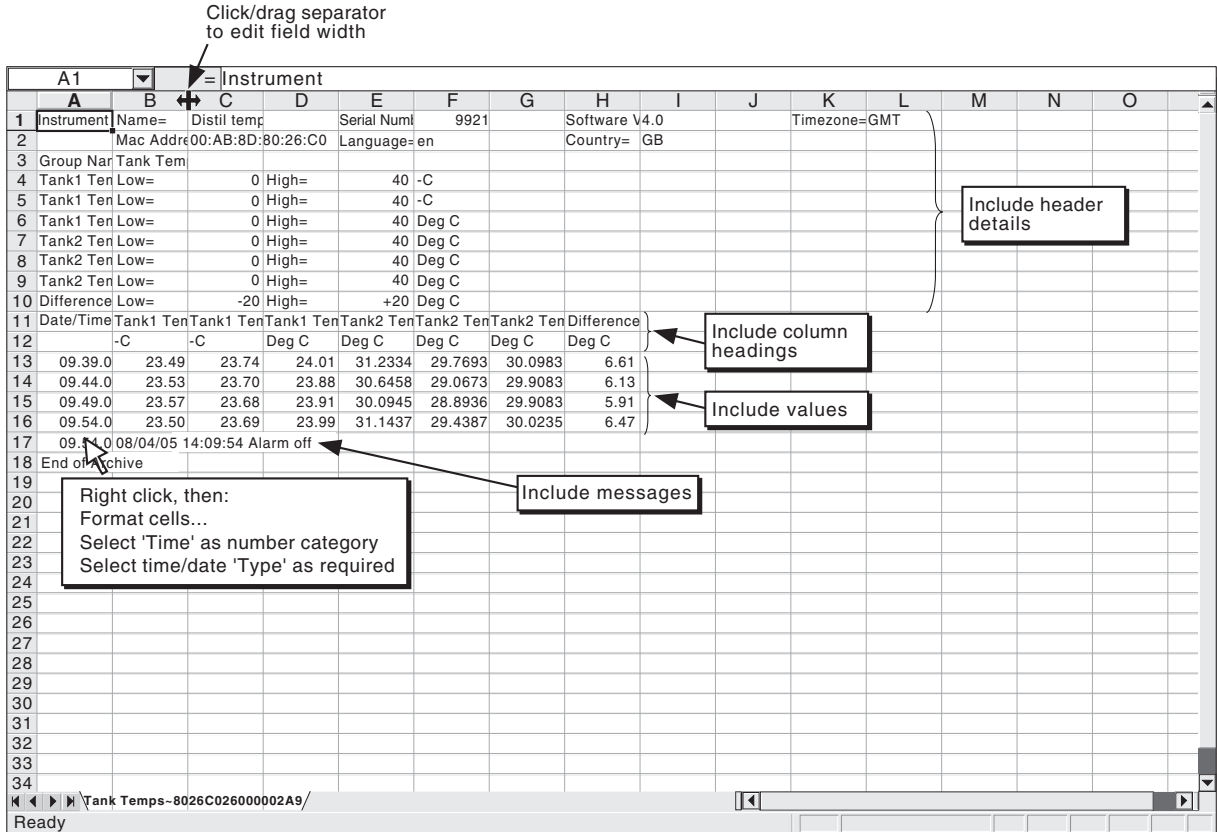 Click/drag separator
to edit field width
A1 = Instrument
A B C D E F G H I J K L M N O
1 Instrument Name= Distil temp Serial Numb 9921 Software V4.0 Timezone=GMT
2 Mac Addre00:AB:8D:80:26:C0 Language=en Country= GB
3 Group Nar Tank Tem
4 Tank1 Ten Low= 0 High= 40 -C
5 Tank1 Ten Low= 0 High= 40 -C
6 Tank1 Ten Low= 0 High= 40 Deg C
7 Tank2 Ten Low= 0 High= 40 Deg C
8 Tank2 Ten Low= 0 High= 40 Deg C
9 Tank2 Ten Low= 0 High= 40 Deg C
10 Difference Low= -20 High= +20 Deg C
Include header
details
11 Date/Time Tank1 Ten Tank1 Ten Tank1 Ten Tank2 Ten Tank2 Ten Tank2 Ten Difference
12 -C -C Deg C Deg C Deg C Deg C Deg C
Include column
headings
13 09.39.0 23.49 23.74 24.01 31.2334 29.7693 30.0983 6.61
14 09.44.0 23.53 23.70 23.88 30.6458 29.0673 29.9083 6.13
15 09.49.0 23.57 23.68 23.91 30.0945 28.8936 29.9083 5.91
16 09.54.0 23.50 23.69 23.99 31.1437 29.4387 30.0235 6.47
Include values
17 09.54.0 08/04/05 14:09:54 Alarm off
18 End of Archive
Include messages
Right click, then:
Format cells...
Select 'Time' as number category
Select time/date 'Type' as required
19
20
21
22
23
24
25
26
27
28
29
30
31
32
33
34
Tank Temps~8026C026000002A9
Ready